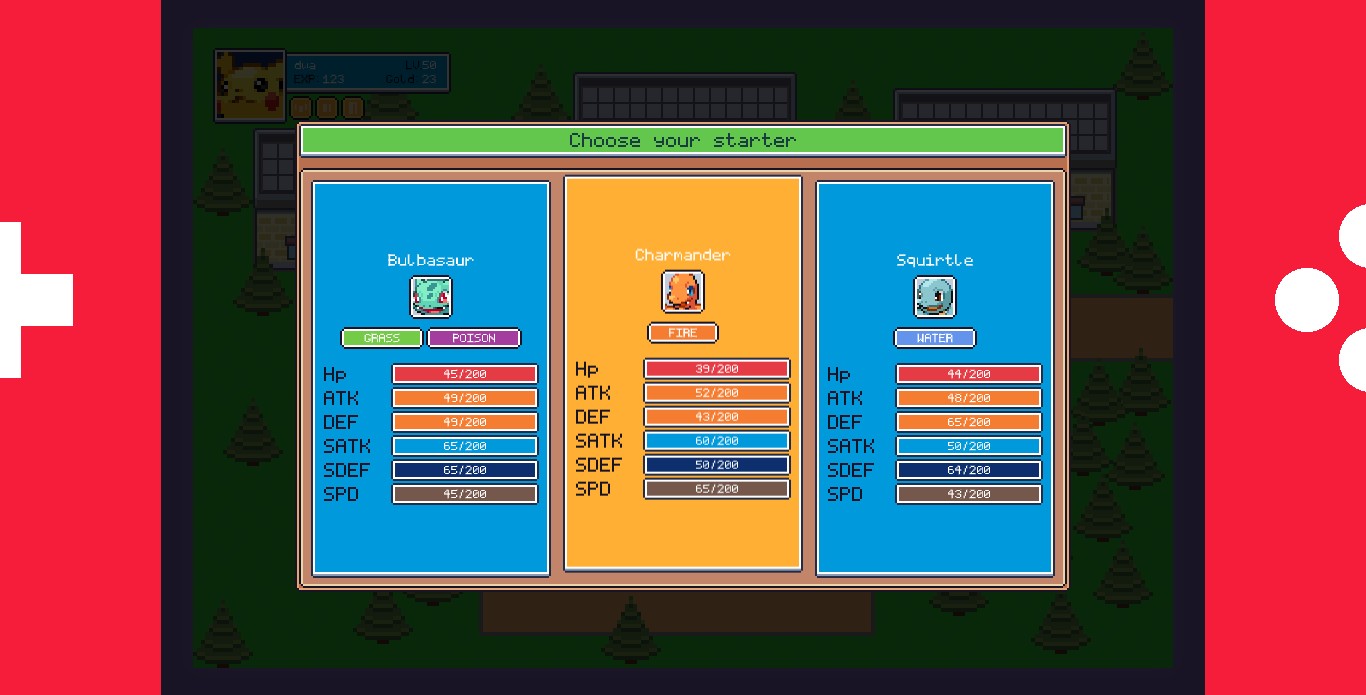 dua LV 50
EXP 123 Gold 23
Choose your starter
Bulbasaur
GRASS POISON
Hp 45/200
ATK 49/200
DEF 49/200
SATK 65/200
SDEF 65/200
SPD 45/200
Charmander
FIRE
Hp 39/200
ATK 52/200
DEF 43/200
SATK 60/200
SDEF 50/200
SPD 65/200
Squirtle
WATER
Hp 44/200
ATK 48/200
DEF 65/200
SATK 50/200
SDEF 64/200
SPD 43/200